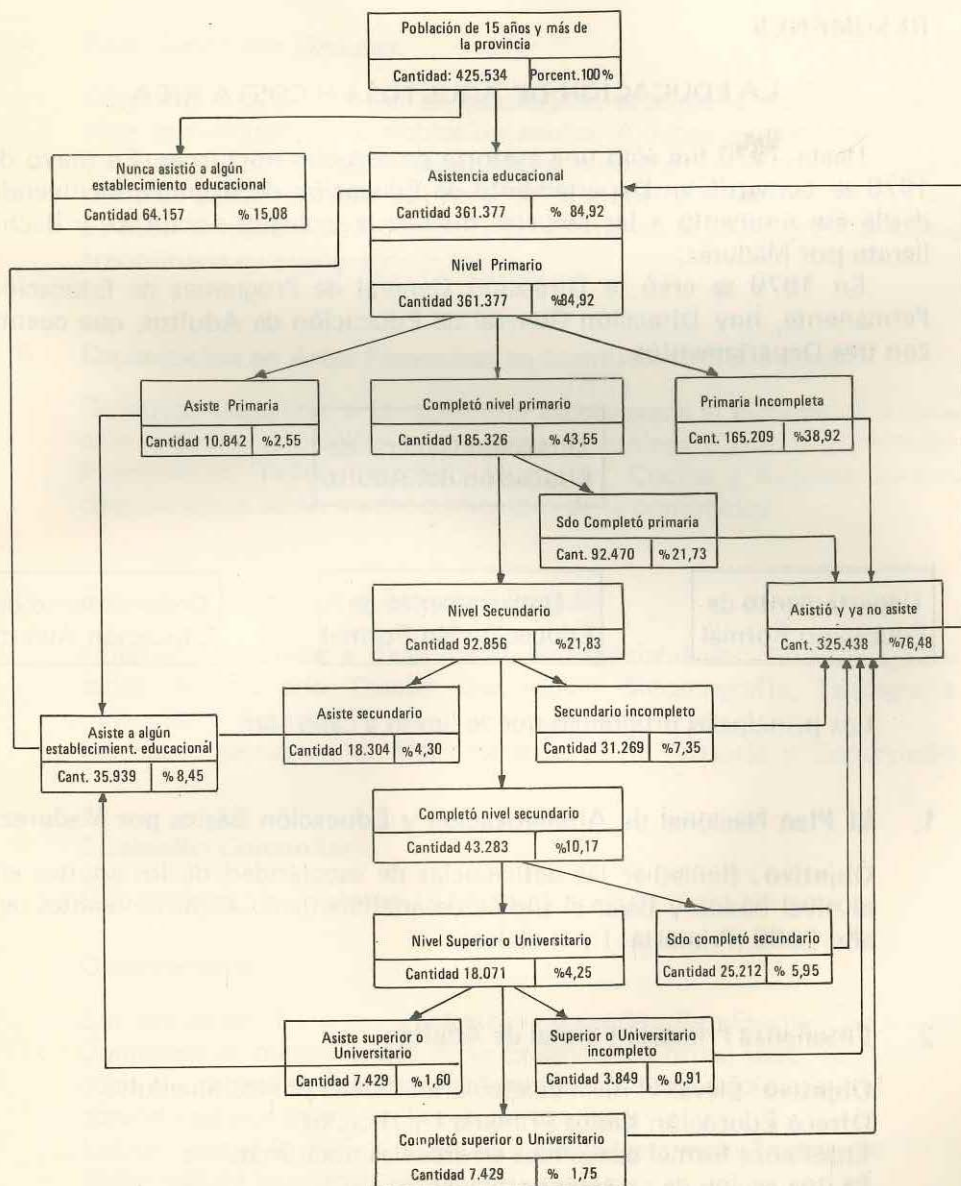 Población de 15 años y más de
la provincia
Cantidad: 425.534 Porcent. 100%
Nunca asistió a algún
establecimiento educacional
Cantidad 64.157 % 15,08
Asistencia educacional
Cantidad 361.377 % 84,92
Nivel Primario
Cantidad 361.377 %84,92
Asiste Primaria
Cantidad 10.842 %2,55
Completó nivel primario
Cantidad 185.326 % 43,55
Primaria Incompleta
Cant. 165.209 %38,92
Sdo Completó primaria
Cant. 92.470 %21,73
Nivel Secundario
Cantidad 92.856 %21,83
Asistió y ya no asiste
Cant. 325.438 %76,48
Asiste secundario
Cantidad 18.304 %4,30
Secundario incompleto
Cantidad 31.269 %7,35
Asiste a algún
establecimient. educacional
Cant. 35.939 % 8,45
Completó nivel secundario
Cantidad 43.283 %10,17
Nivel Superior o Universitario
Cantidad 18.071 %4,25
Sdo completó secundario
Cantidad 25.212 % 5,95
Asiste superior o
Universitario
Cantidad 7.429 % 1,60
Superior o Universitario
incompleto
Cantidad 3.849 % 0,91
Completó superior o Universitario
Cantidad 7.429 % 1,75